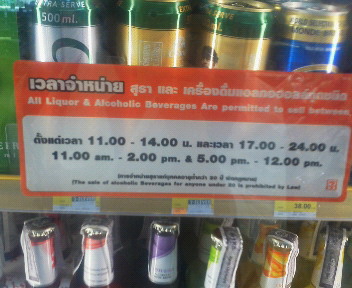 500ml.
เวลาจำหน่าย สุรา และ เครื่องดื่มแอลกอฮอล์ทุกชนิด
All Liquor & Alcoholic Beverages Are permitted to sell between
ตั้งแต่เวลา 11.00 - 14.00 น. และเวลา 17.00 - 24.00 น.
11.00 am. - 2.00 pm. & 5.00 pm. - 12.00 pm.
(The sale of alcoholic Beverages for anyone under 20 is prohibited by Law)